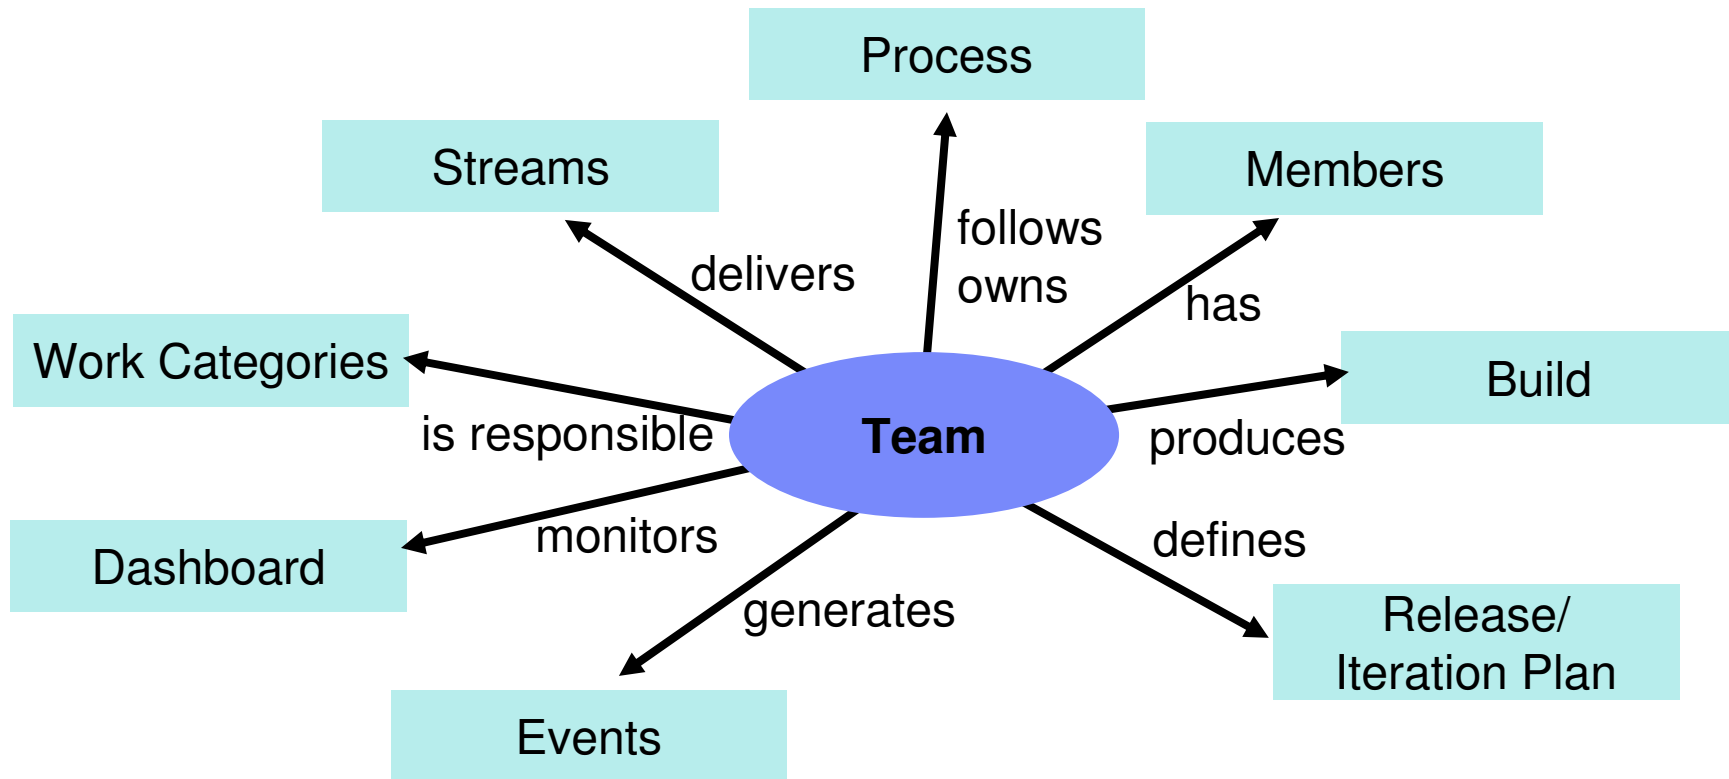 Process
Streams
Members
follows
owns
delivers
has
Work Categories
Build
is responsible
Team
produces
monitors
defines
Dashboard
generates
Release/
Iteration Plan
Events